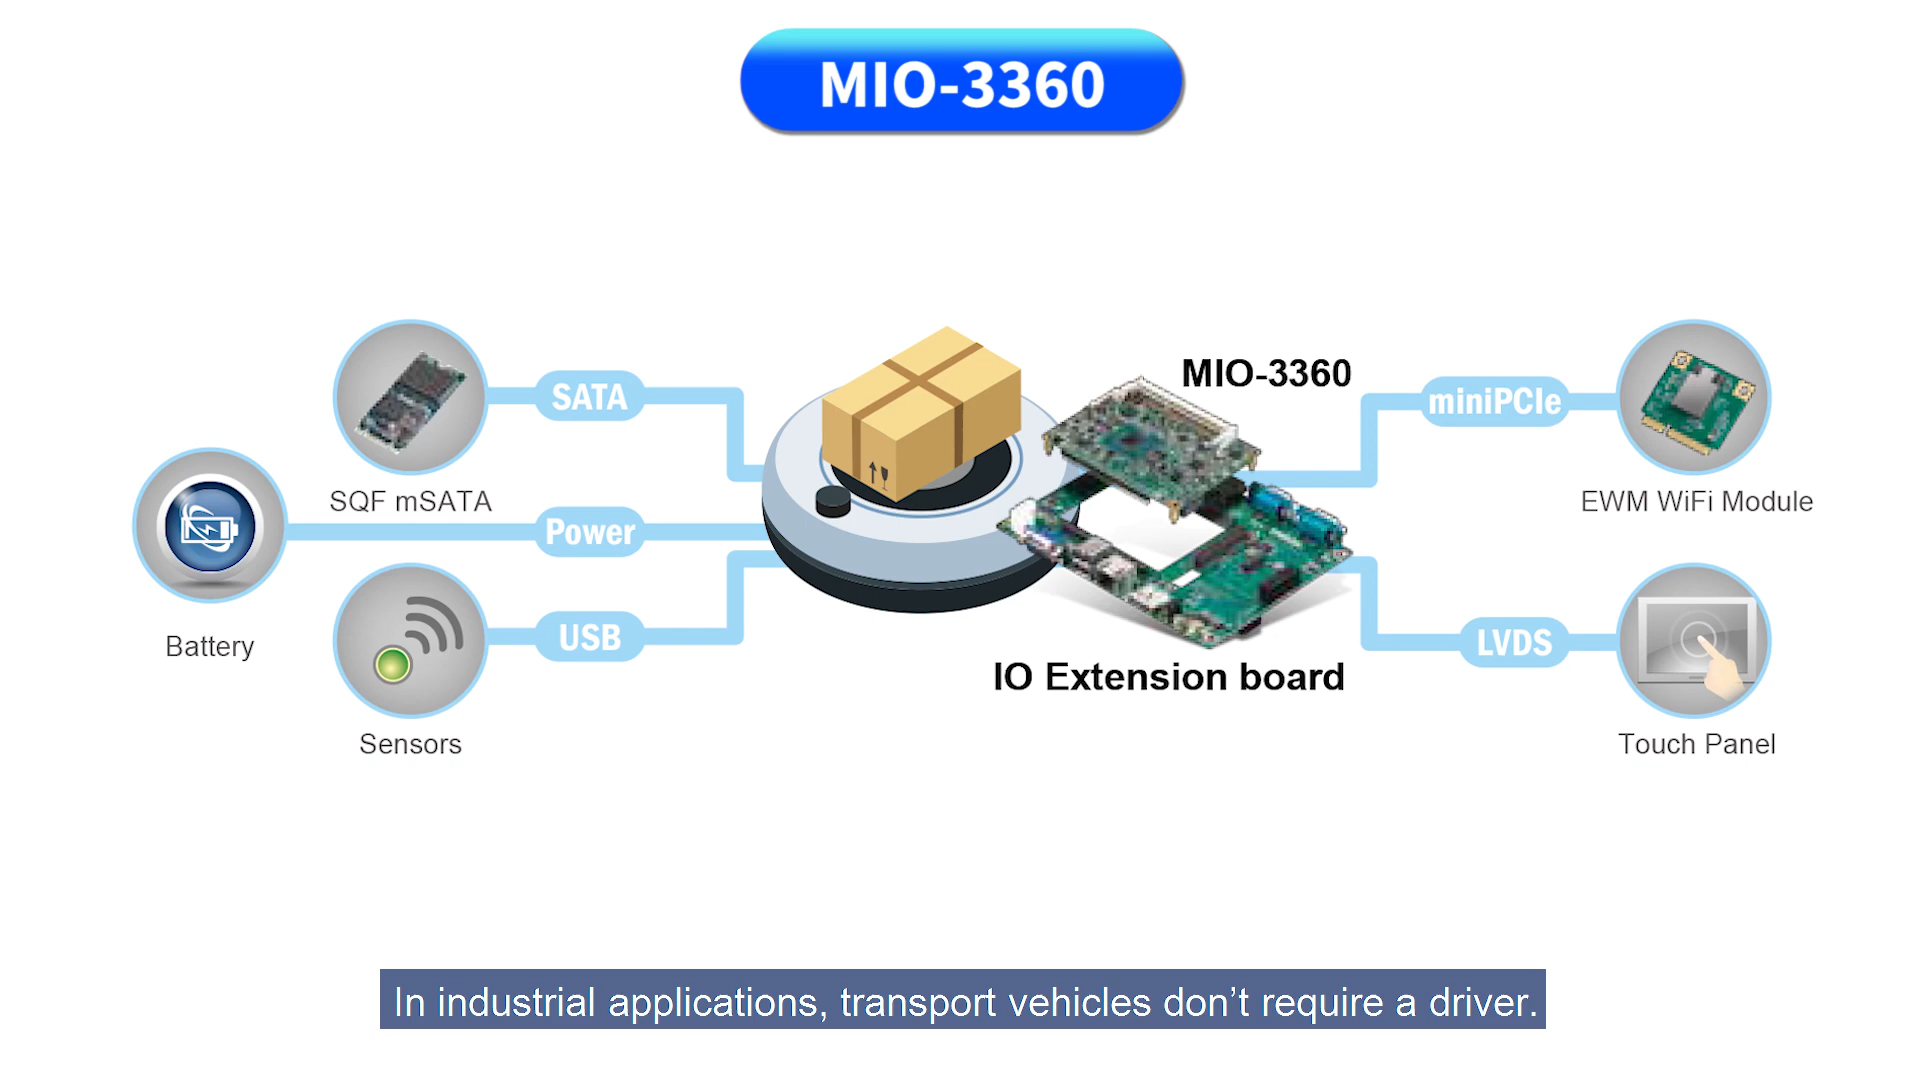 MIO-3360
MIO-3360
SATA
miniPCIe
SQF mSATA
EWM WiFi Module
Power
Battery
USB
LVDS
IO Extension board
Sensors
Touch Panel
In industrial applications, transport vehicles don’t require a driver.